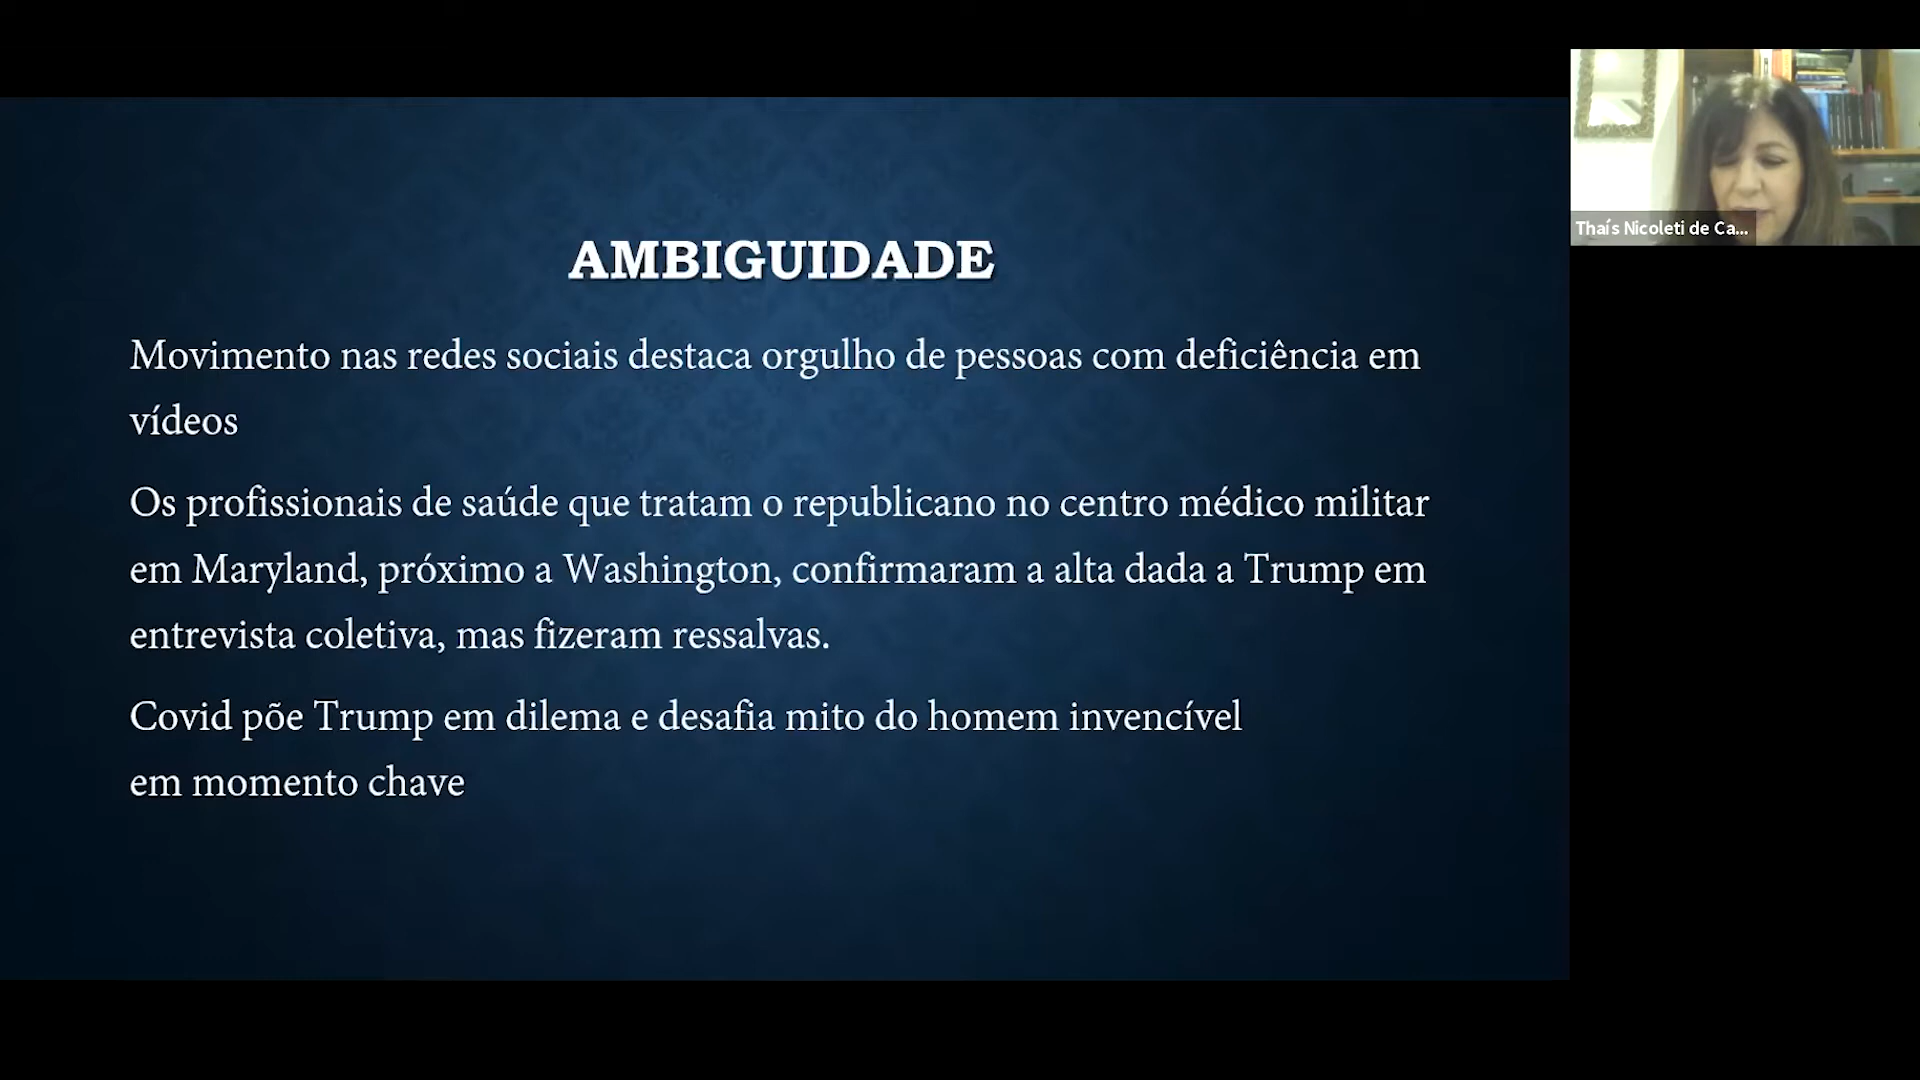 AMBIGUIDADE
Movimento nas redes sociais destaca orgulho de pessoas com deficiência em
vídeos
Os profissionais de saúde que tratam o republicano no centro médico militar
em Maryland, próximo a Washington, confirmaram a alta dada a Trump em
entrevista coletiva, mas fizeram ressalvas.
Covid põe Trump em dilema e desafia mito do homem invencível
em momento chave
Thaís Nicoleti de Ca...